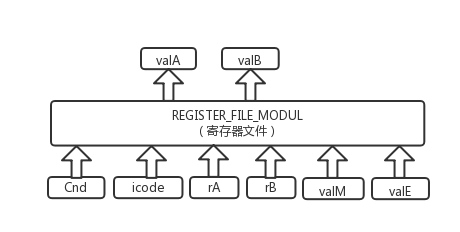 valA
valB
REGISTER_FILE_MODUL
（寄存器文件）
Cnd
icode
rA
rB
valM
valE